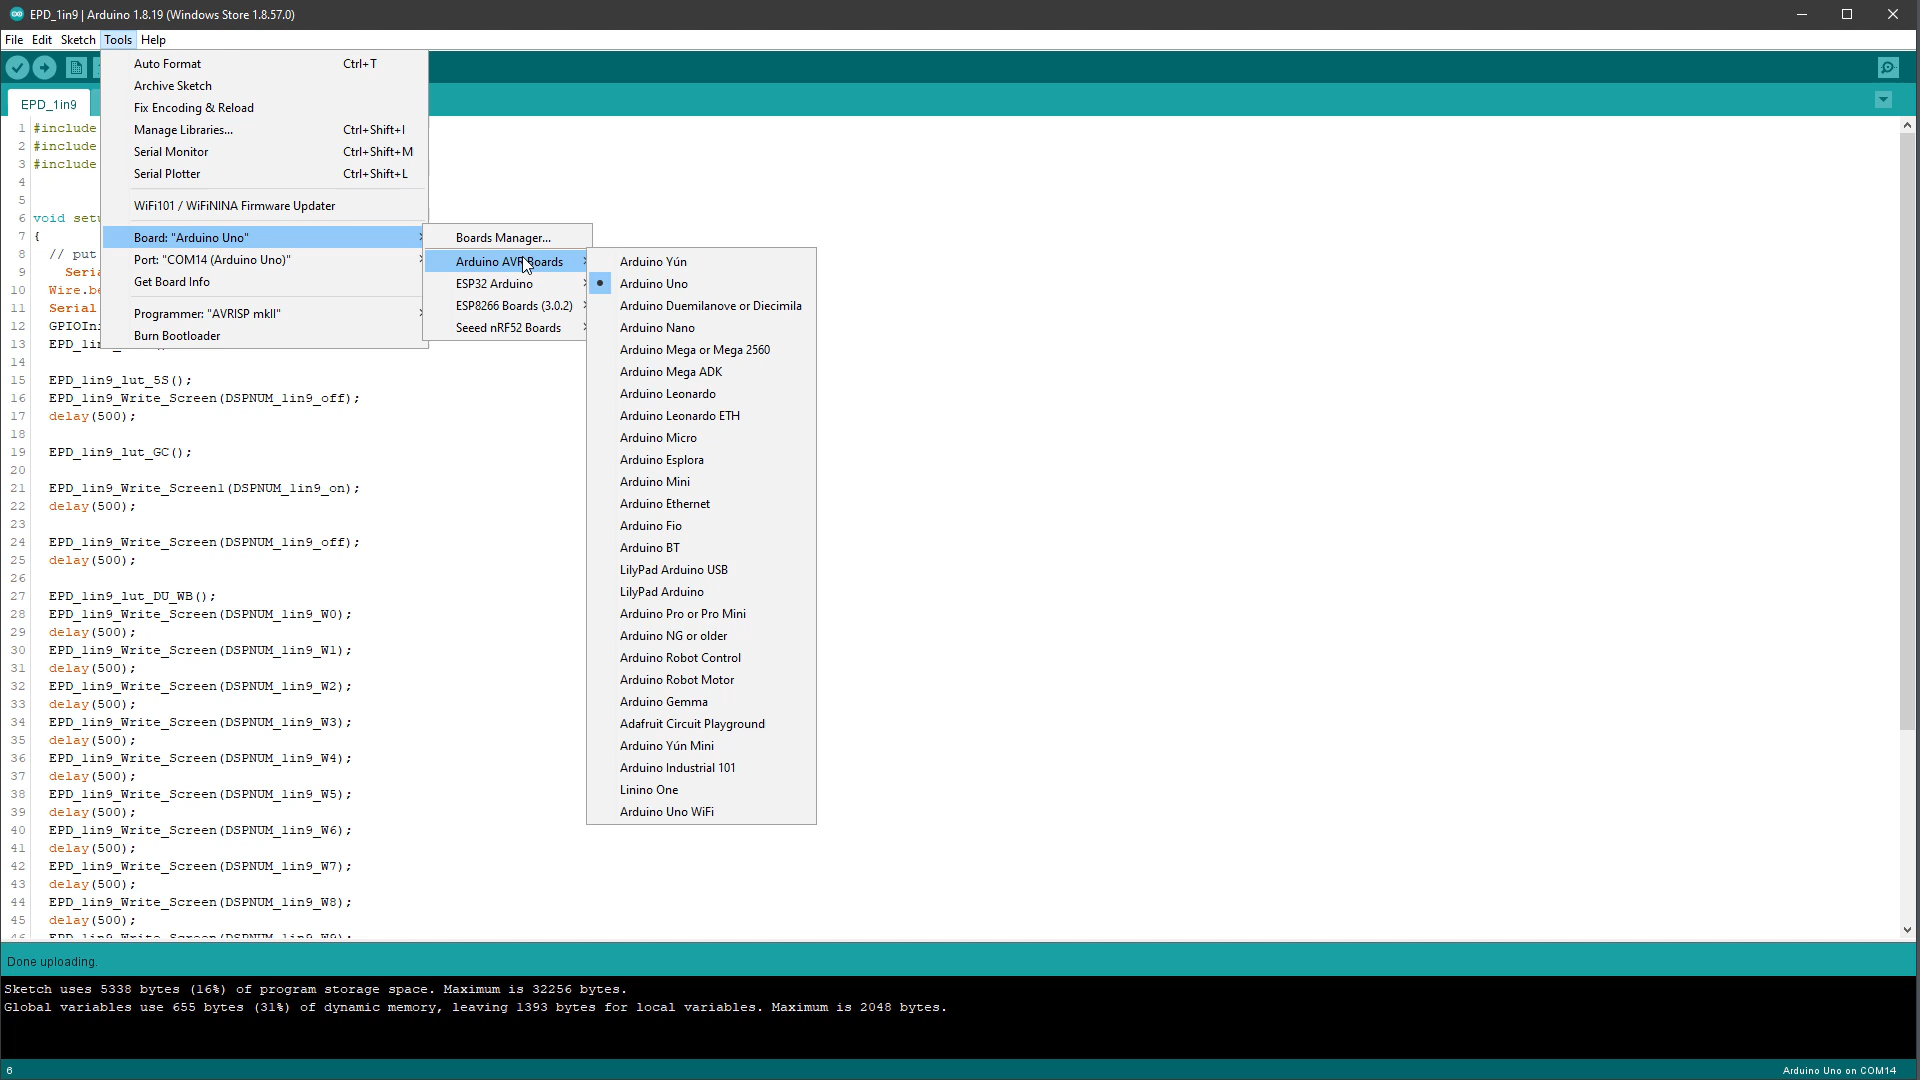 EPD_1in9 | Arduino 1.8.19 (Windows Store 1.8.57.0)
File Edit Sketch Tools Help
Auto Format Ctrl+T
Archive Sketch
Fix Encoding & Reload
Manage Libraries... Ctrl+Shift+I
Serial Monitor Ctrl+Shift+M
Serial Plotter Ctrl+Shift+L
WiFi101 / WiFiNINA Firmware Updater
Board: "Arduino Uno"
Port: "COM14 (Arduino Uno)"
Get Board Info
Programmer: "AVRISP mkII"
Burn Bootloader
Boards Manager...
Arduino AVR Boards
ESP32 Arduino
ESP8266 Boards (3.0.2)
Seeed nRF52 Boards
Arduino Yún
Arduino Uno
Arduino Duemilanove or Diecimila
Arduino Nano
Arduino Mega or Mega 2560
Arduino Mega ADK
Arduino Leonardo
Arduino Leonardo ETH
Arduino Micro
Arduino Esplora
Arduino Mini
Arduino Ethernet
Arduino Fio
Arduino BT
LilyPad Arduino USB
LilyPad Arduino
Arduino Pro or Pro Mini
Arduino NG or older
Arduino Robot Control
Arduino Robot Motor
Arduino Gemma
Adafruit Circuit Playground
Arduino Yún Mini
Arduino Industrial 101
Linino One
Arduino Uno WiFi
EPD_1in9
1 #include
2 #include
3 #include
4
5
6 void setu
7 {
8 // put
9 Seria
10 Wire.be
11 Serial
12 GPIOIn
13 EPD_1in
14
15 EPD_1in9_lut_5S();
16 EPD_1in9_Write_Screen(DSPNUM_1in9_off);
17 delay(500);
18
19 EPD_1in9_lut_GC();
20
21 EPD_1in9_Write_Screen1(DSPNUM_1in9_on);
22 delay(500);
23
24 EPD_1in9_Write_Screen(DSPNUM_1in9_off);
25 delay(500);
26
27 EPD_1in9_lut_DU_WB();
28 EPD_1in9_Write_Screen(DSPNUM_1in9_W0);
29 delay(500);
30 EPD_1in9_Write_Screen(DSPNUM_1in9_W1);
31 delay(500);
32 EPD_1in9_Write_Screen(DSPNUM_1in9_W2);
33 delay(500);
34 EPD_1in9_Write_Screen(DSPNUM_1in9_W3);
35 delay(500);
36 EPD_1in9_Write_Screen(DSPNUM_1in9_W4);
37 delay(500);
38 EPD_1in9_Write_Screen(DSPNUM_1in9_W5);
39 delay(500);
40 EPD_1in9_Write_Screen(DSPNUM_1in9_W6);
41 delay(500);
42 EPD_1in9_Write_Screen(DSPNUM_1in9_W7);
43 delay(500);
44 EPD_1in9_Write_Screen(DSPNUM_1in9_W8);
45 delay(500);
46 EPD_1in9_Write_Screen(DSPNUM_1in9_W9);
Done uploading.
Sketch uses 5338 bytes (16%) of program storage space. Maximum is 32256 bytes.
Global variables use 655 bytes (31%) of dynamic memory, leaving 1393 bytes for local variables. Maximum is 2048 bytes.
6 Arduino Uno on COM14